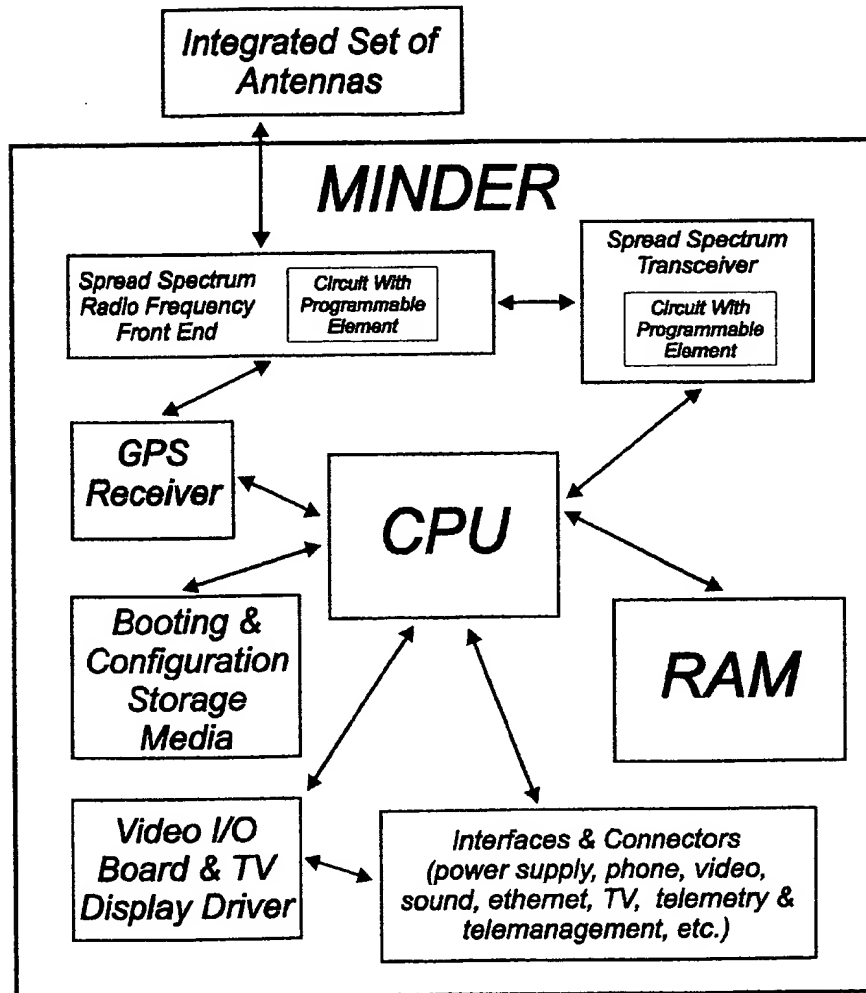 Integrated Set of
Antennas
MINDER
Spread Spectrum
Radio Frequency
Front End
Circuit With
Programmable
Element
Spread Spectrum
Transceiver
Circuit With
Programmable
Element
GPS
Receiver
CPU
Booting &
Configuration
Storage
Media
RAM
Video I/O
Board & TV
Display Driver
Interfaces & Connectors
(power supply, phone, video,
sound, ethernet, TV, telemetry &
telemanagement, etc.)